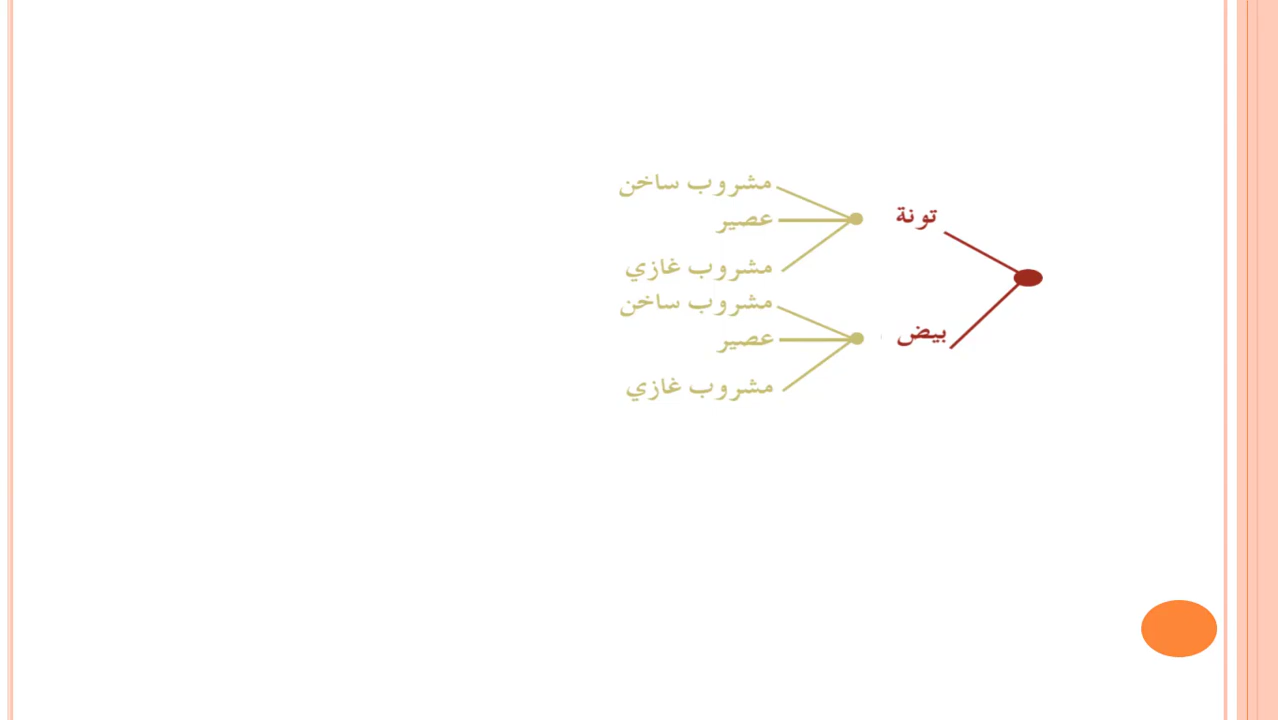 تونة
مشروب ساخن
عصير
مشروب غازي
بيض
مشروب ساخن
عصير
مشروب غازي